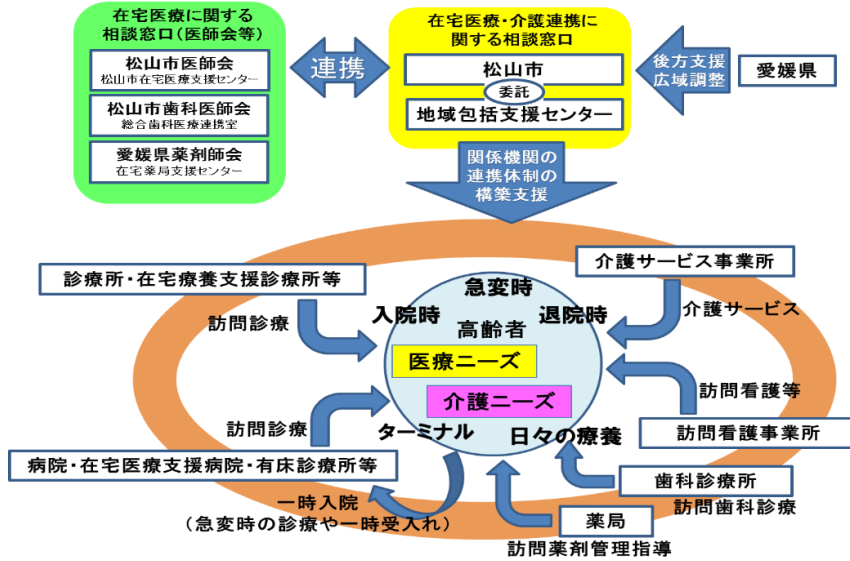 在宅医療に関する
相談窓口(医師会等)
松山市医師会
松山市在宅医療支援センター
松山市歯科医師会
総合歯科医療連携室
愛媛県薬剤師会
在宅薬局支援センター
連携
在宅医療・介護連携に
関する相談窓口
松山市
委託
地域包括支援センター
後方支援
広域調整
愛媛県
関係機関の
連携体制の
構築支援
診療所・在宅療養支援診療所等
訪問診療
介護サービス事業所
介護サービス
急変時
入院時
退院時
高齢者
医療ニーズ
介護ニーズ
ターミナル
日々の療養
訪問診療
病院・在宅医療支援病院・有床診療所等
訪問看護等
訪問看護事業所
一時入院
(急変時の診療や一時受入れ)
歯科診療所
訪問歯科診療
薬局
訪問薬剤管理指導